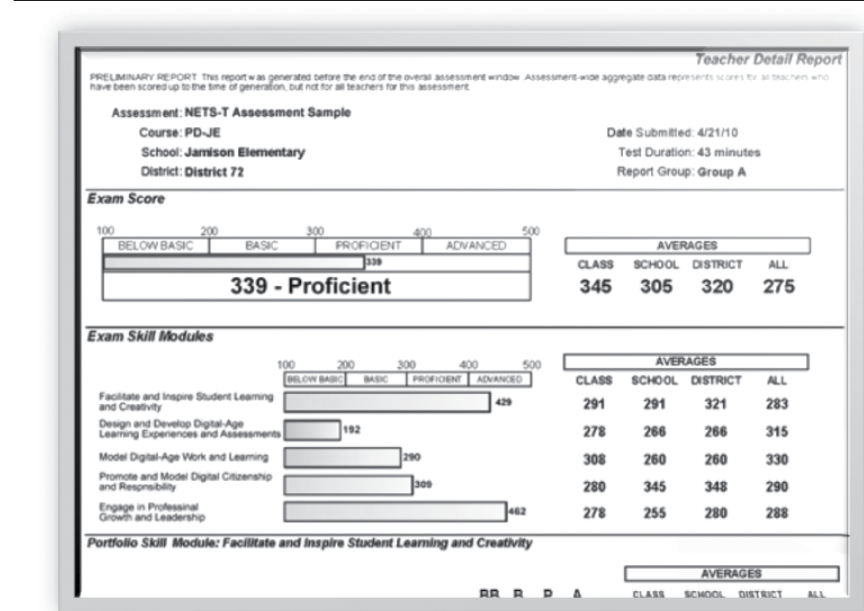 Teacher Detail Report
PRELIMINARY REPORT This report was generated before the end of the overall assessment window. Assessment-wide aggregate data represents scores for all teachers who
have been scored up to the time of generation, but not for all teachers for this assessment.
Assessment: NETS-T Assessment Sample
Course: PD-JE Date Submitted: 4/21/10
School: Jamison Elementary Test Duration: 43 minutes
District: District 72 Report Group: Group A
Exam Score
100 200 300 400 500
BELOW BASIC BASIC PROFICIENT ADVANCED AVERAGES
339 CLASS SCHOOL DISTRICT ALL
339 - Proficient 345 305 320 275
Exam Skill Modules
100 200 300 400 500 AVERAGES
BELOW BASIC BASIC PROFICIENT ADVANCED CLASS SCHOOL DISTRICT ALL
Facilitate and Inspire Student Learning
and Creativity 429 291 291 321 283
Design and Develop Digital-Age
Learning Experiences and Assessments 192 278 266 266 315
Model Digital-Age Work and Learning 290 308 260 260 330
Promote and Model Digital Citizenship
and Respnsibility 309 280 345 348 290
Engage in Professinal
Growth and Leadership 462 278 255 280 288
Portfolio Skill Module: Facilitate and Inspire Student Learning and Creativity
AVERAGES
BB B P A CLASS SCHOOL DISTRICT ALL